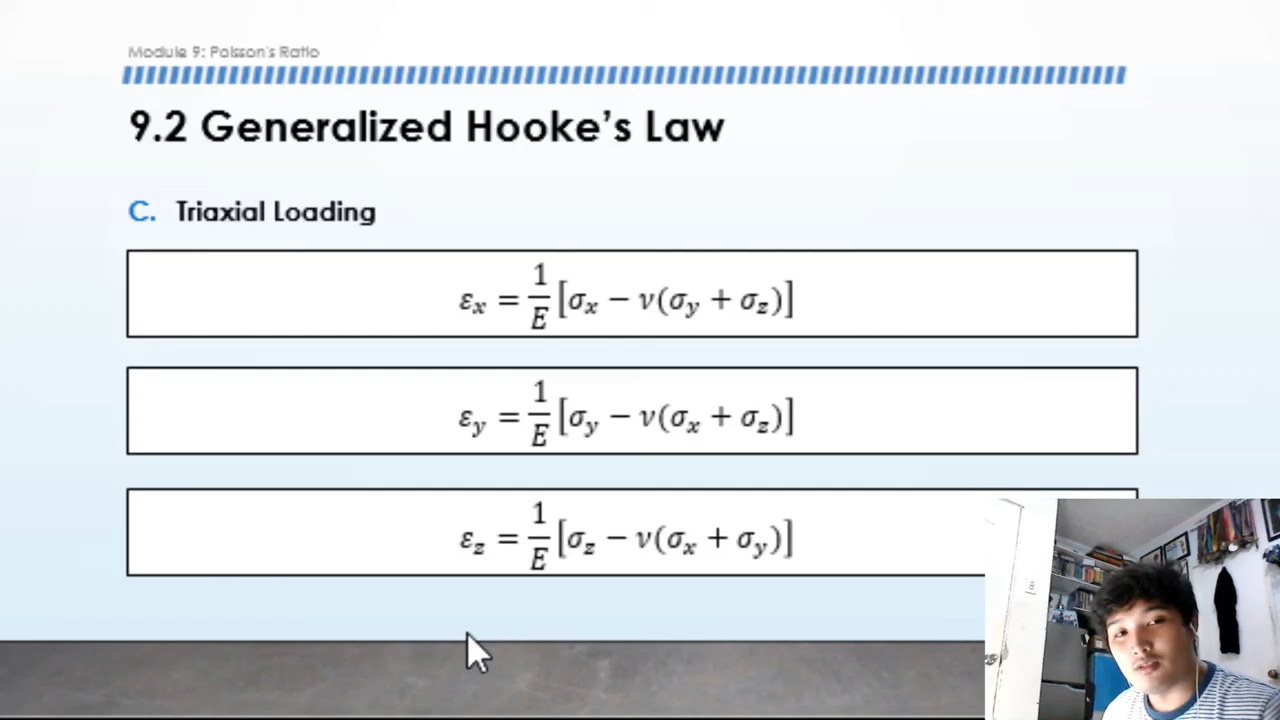 Module 9: Poisson's Ratio
9.2 Generalized Hooke's Law
C. Triaxial Loading
εx = 1/E [σx − ν(σy + σz)]
εy = 1/E [σy − ν(σx + σz)]
εz = 1/E [σz − ν(σx + σy)]